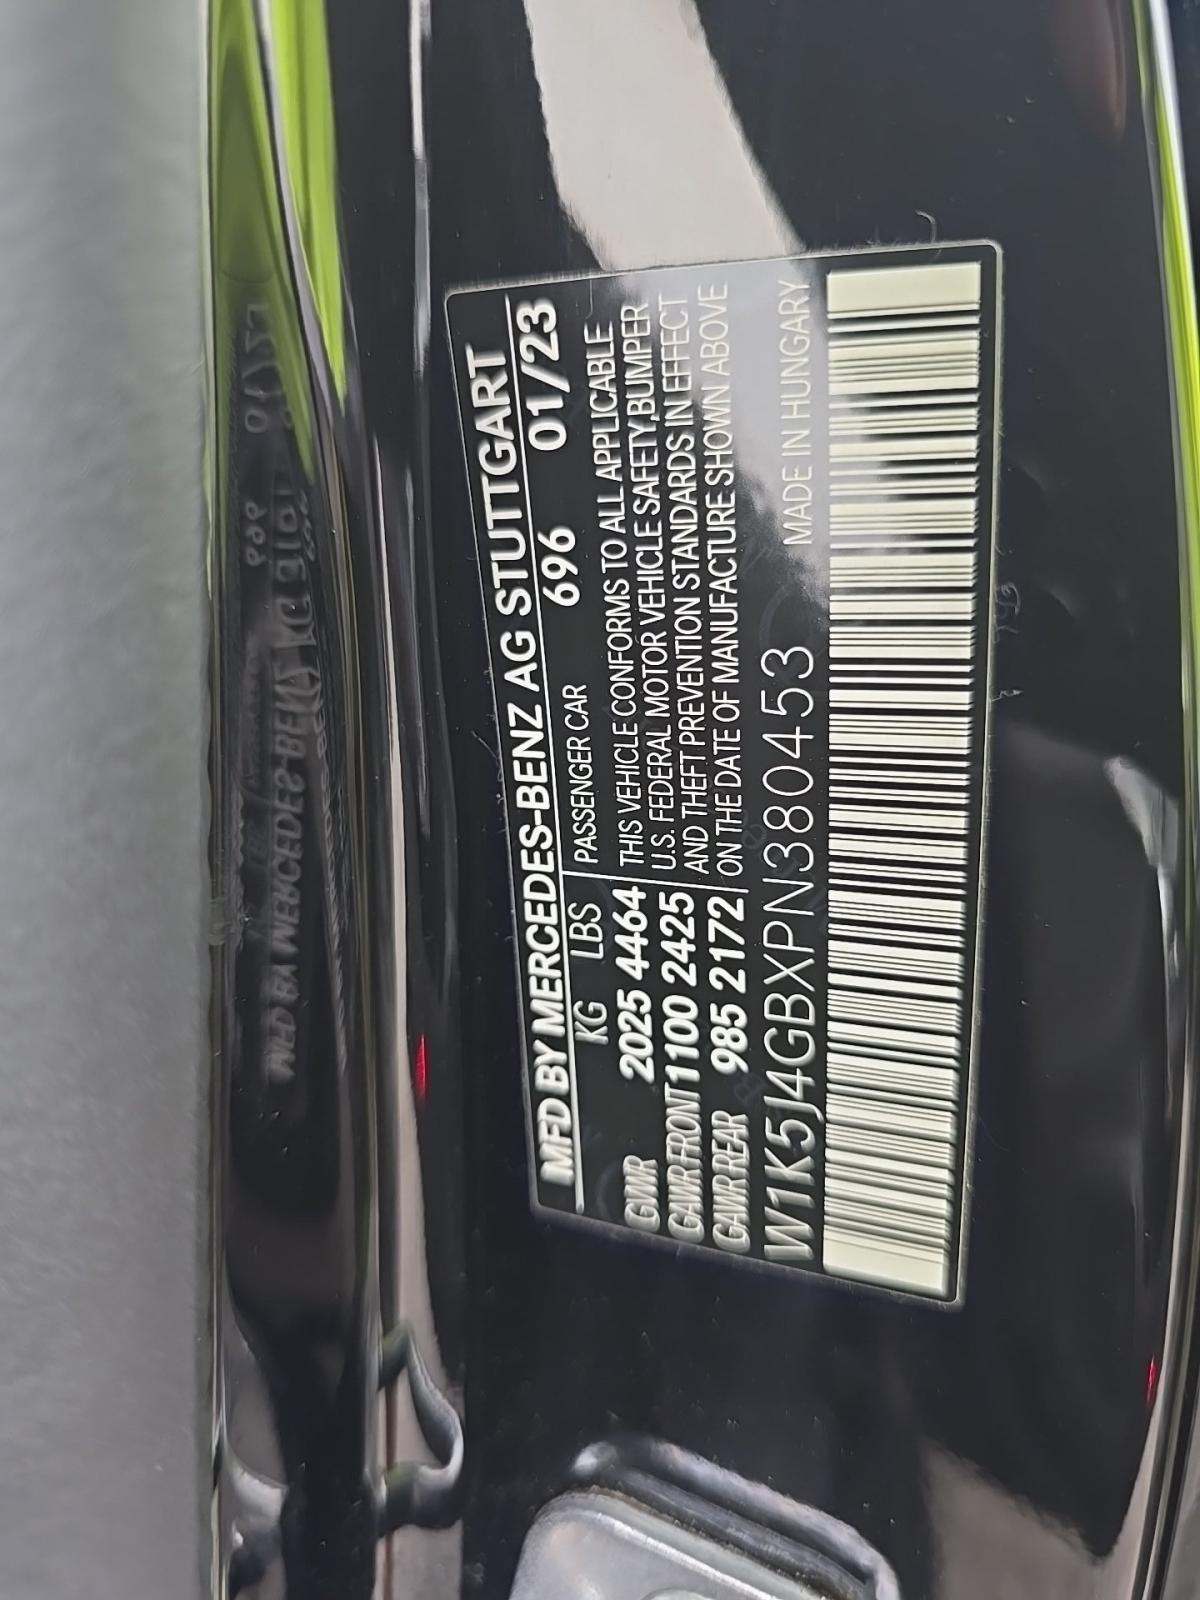 MFD BY MERCEDES-BENZ AG STUTTGART
KG LBS PASSENGER CAR 696 01/23
GVWR 2025 4464 THIS VEHICLE CONFORMS TO ALL APPLICABLE
GAWR FRONT 1100 2425 U.S. FEDERAL MOTOR VEHICLE SAFETY, BUMPER
GAWR REAR 985 2172 AND THEFT PREVENTION STANDARDS IN EFFECT
ON THE DATE OF MANUFACTURE SHOWN ABOVE
W1K5J4GBXPN380453 MADE IN HUNGARY